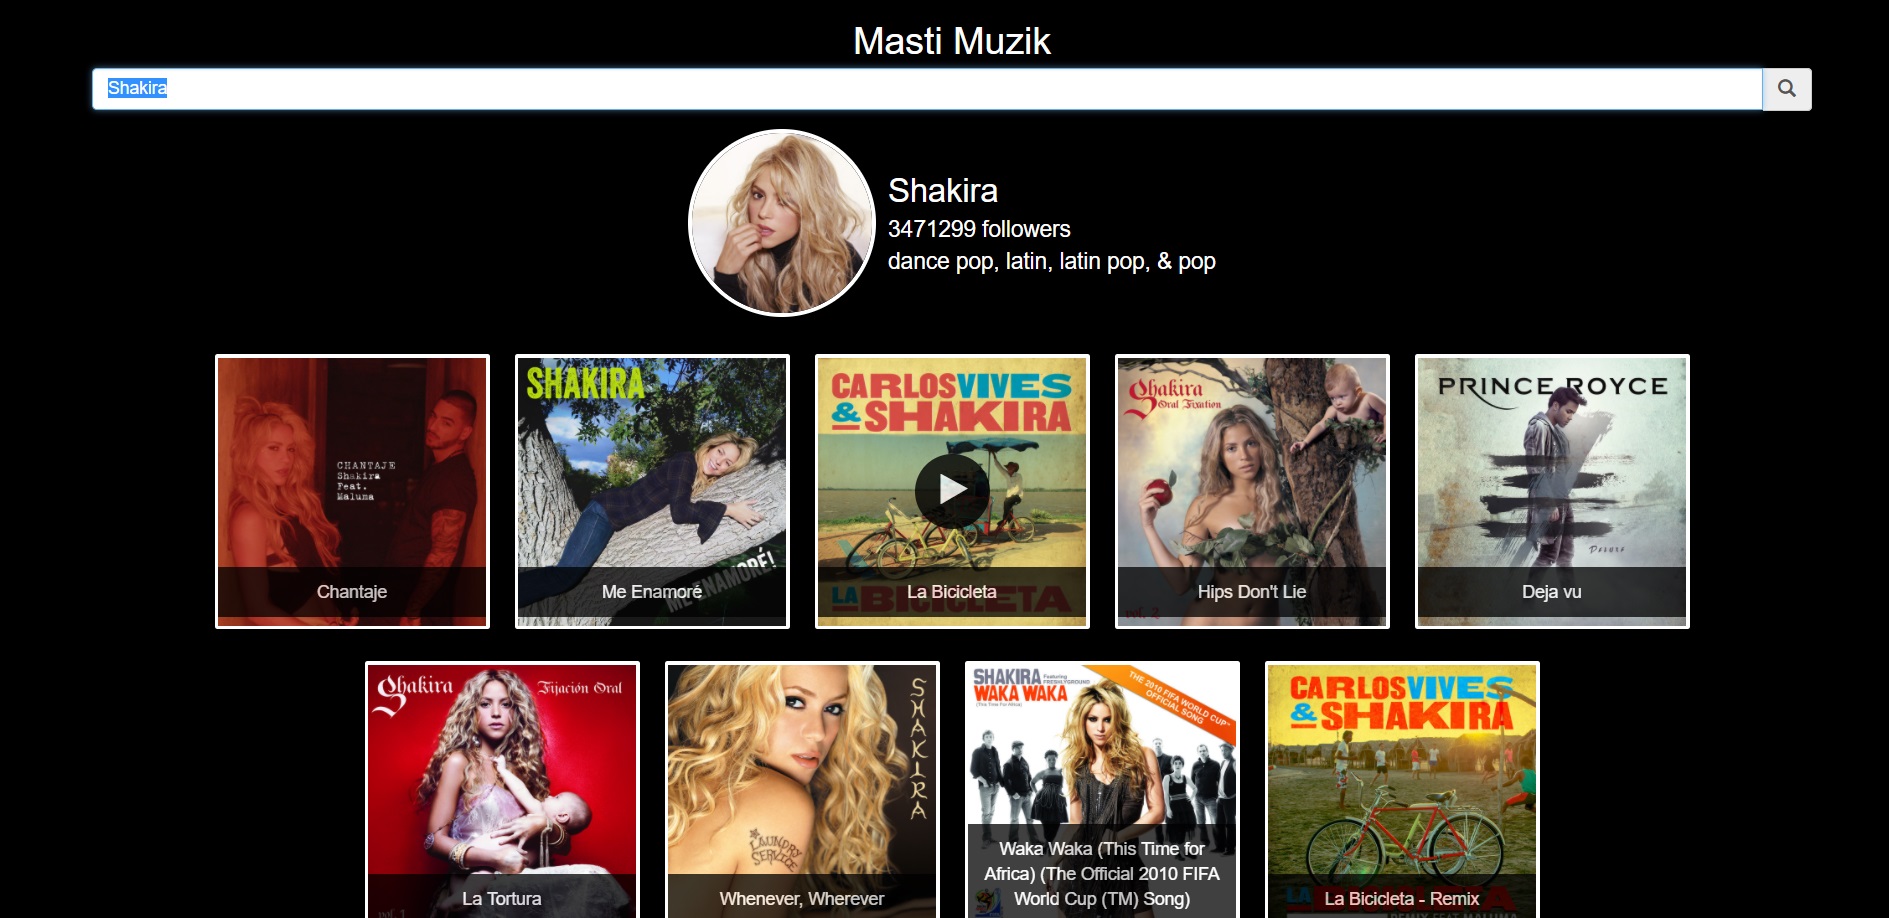 Masti Muzik
Shakira
Shakira
3471299 followers
dance pop, latin, latin pop, & pop
CHANTAJE
Shakira
Feat.
Maluma
Chantaje
SHAKIRA
ME ENAMORÉ!
Me Enamoré
CARLOS VIVES
& SHAKIRA
LA BICICLETA
La Bicicleta
Shakira
Oral Fixation
vol. 2
Hips Don't Lie
PRINCE ROYCE
Deluxe
Deja vu
Shakira
Fijación Oral
vol. 1
La Tortura
SHAKIRA
LAUNDRY
SERVICE
Whenever, Wherever
SHAKIRA Featuring
FRESHLYGROUND
WAKA WAKA
(This Time for Africa)
THE 2010 FIFA WORLD CUP™
OFFICIAL SONG
Waka Waka (This Time for
Africa) (The Official 2010 FIFA
World Cup (TM) Song)
CARLOS VIVES
& SHAKIRA
LA BICICLETA
REMIX FEAT MALUMA
La Bicicleta - Remix